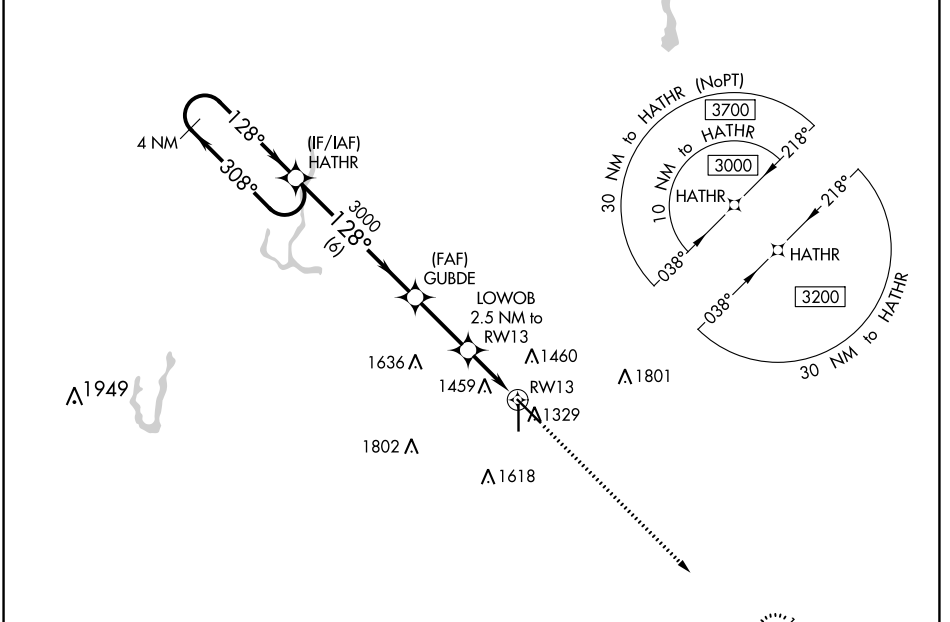 30 NM to HATHR (NoPT)
3700
10 NM to HATHR
3000
218°
HATHR
038°
218°
HATHR
3200
038°
30 NM to HATHR
4 NM
128°
308°
(IF/IAF)
HATHR
3000
128°
(6)
(FAF)
GUBDE
LOWOB
2.5 NM to
RW13
1636
1460
1459
RW13
1801
1949
1329
1802
1618